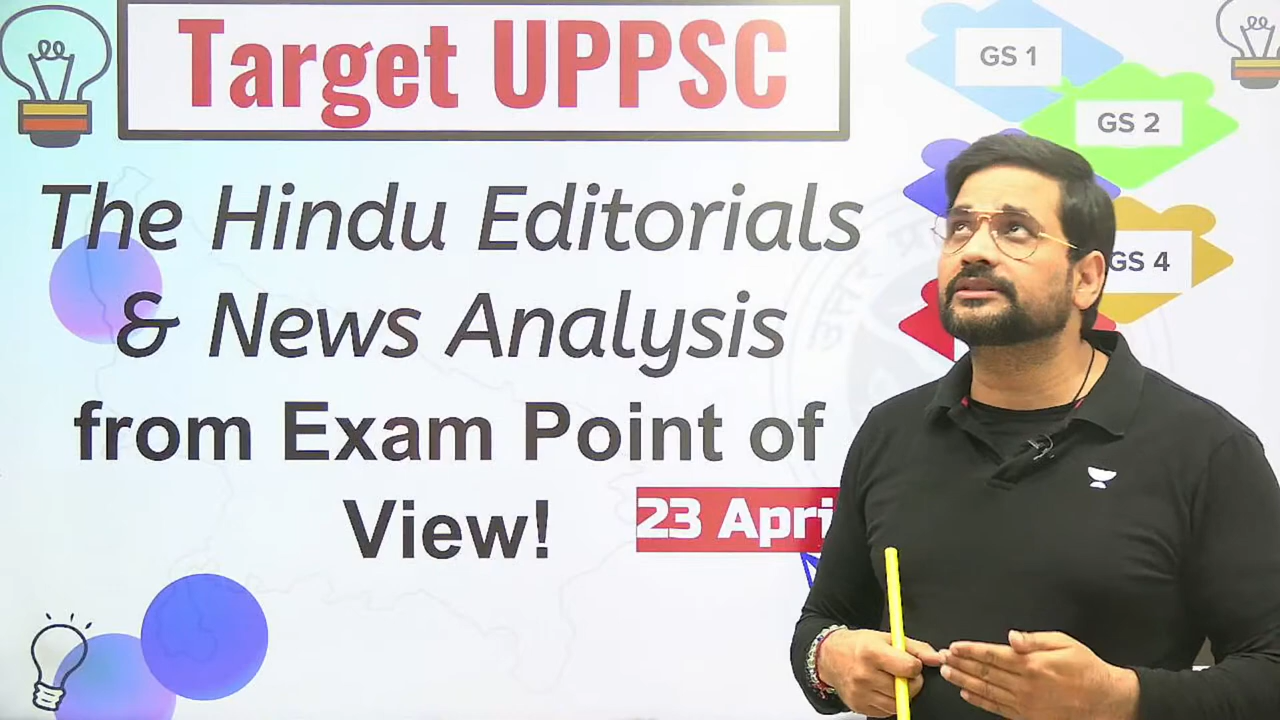 Target UPPSC
The Hindu Editorials
& News Analysis
from Exam Point of
View!
23 Apri
GS 1
GS 2
GS 4